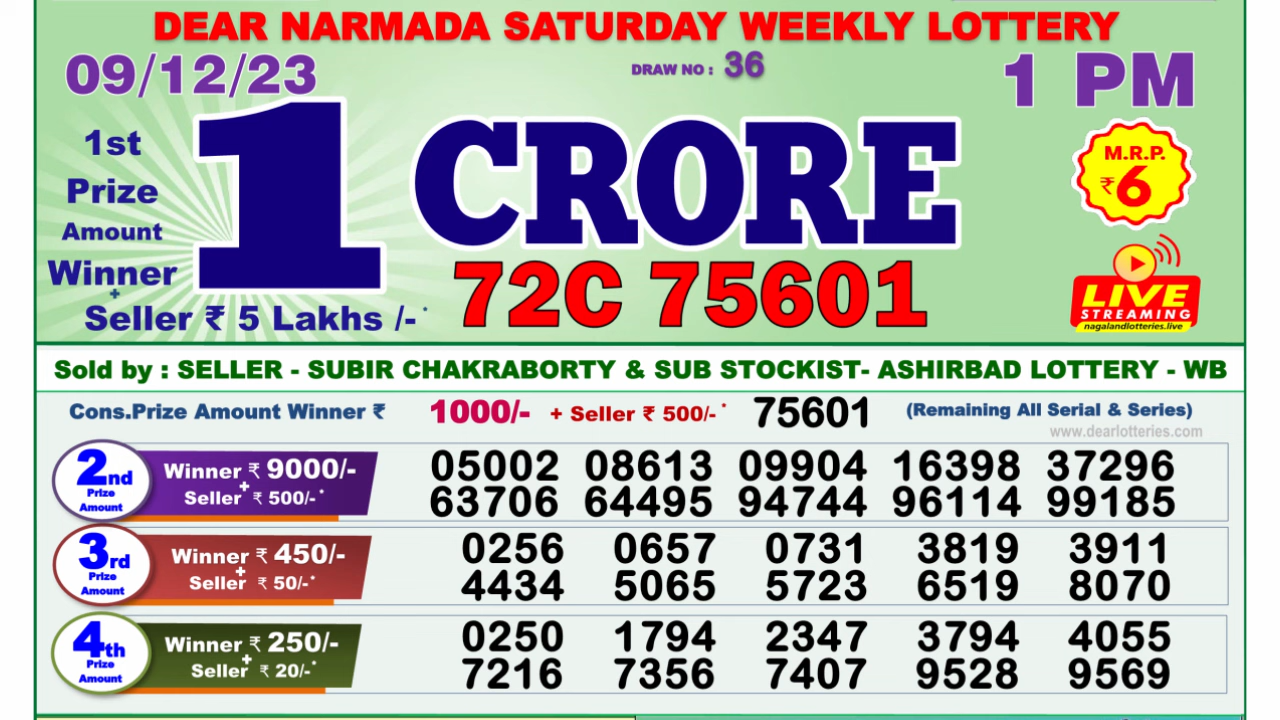 DEAR NARMADA SATURDAY WEEKLY LOTTERY
09/12/23 DRAW NO : 36 1 PM
1st
Prize
Amount
Winner
+
Seller ₹ 5 Lakhs /-*
1 CRORE
72C 75601
M.R.P.
₹6
LIVE
STREAMING
nagalandlotteries.live
Sold by : SELLER - SUBIR CHAKRABORTY & SUB STOCKIST- ASHIRBAD LOTTERY - WB
Cons.Prize Amount Winner ₹ 1000/- + Seller ₹ 500/-* 75601 (Remaining All Serial & Series)
www.dearlotteries.com
2nd
Prize
Amount
Winner ₹ 9000/-
+
Seller ₹ 500/-*
05002 08613 09904 16398 37296
63706 64495 94744 96114 99185
3rd
Prize
Amount
Winner ₹ 450/-
+
Seller ₹ 50/-*
0256 0657 0731 3819 3911
4434 5065 5723 6519 8070
4th
Prize
Amount
Winner ₹ 250/-
+
Seller ₹ 20/-*
0250 1794 2347 3794 4055
7216 7356 7407 9528 9569